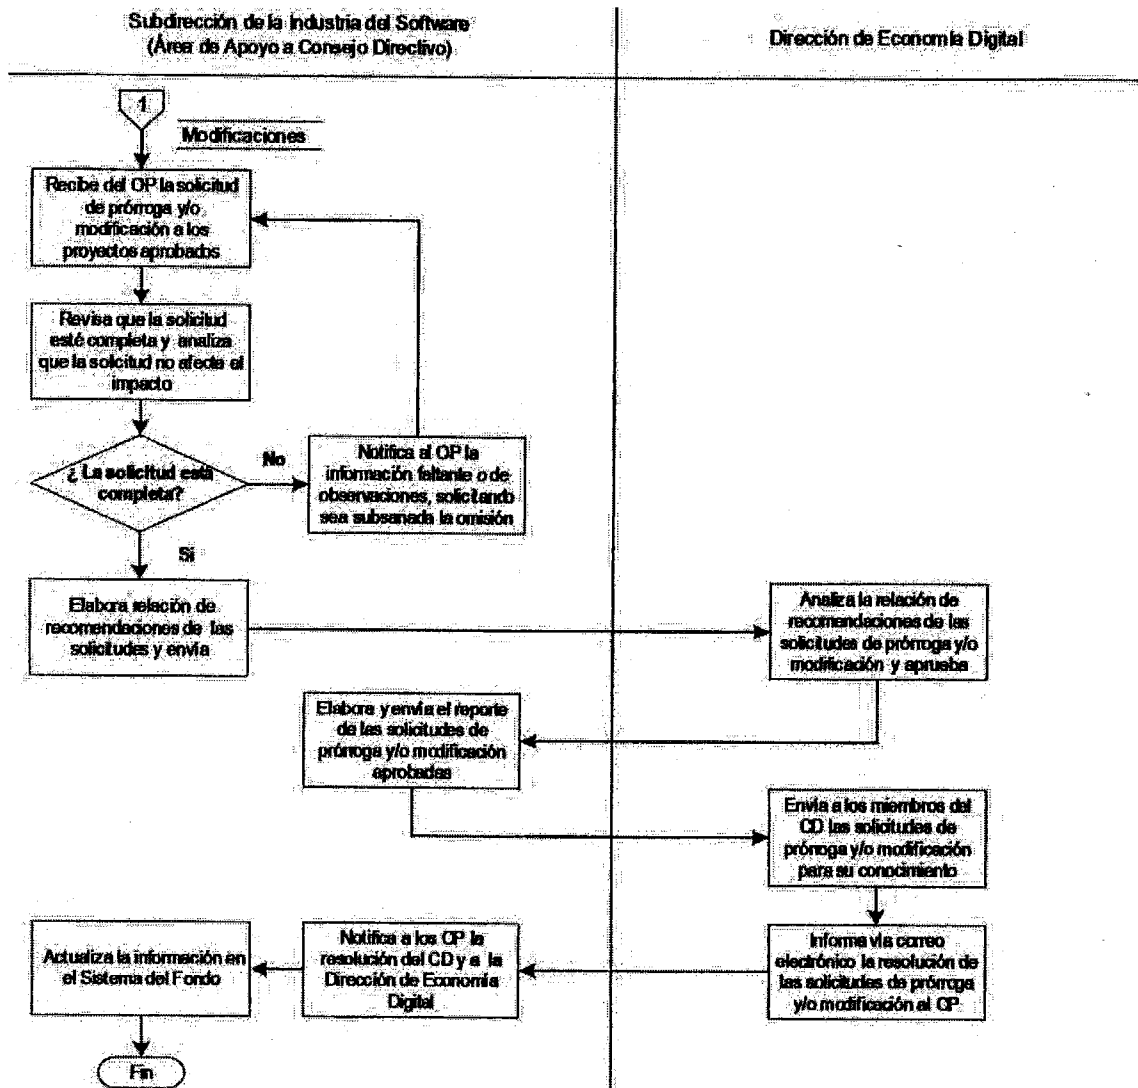 Subdirección de la Industria del Software
(Área de Apoyo a Consejo Directivo)
Dirección de Economía Digital
1
Modificaciones
Recibe del OP la solicitud
de prórroga y/o
modificación a los
proyectos aprobados
Revisa que la solicitud
esté completa y analiza
que la solicitud no afecte el
impacto
¿ La solicitud está
completa?
No
Notifica al OP la
información faltante o de
observaciones, solicitando
sea subsanada la omisión
Si
Elabora relación de
recomendaciones de las
solicitudes y envía
Analiza la relación de
recomendaciones de las
solicitudes de prórroga y/o
modificación y aprueba
Elabora y envía el reporte
de las solicitudes de
prórroga y/o modificación
aprobadas
Envía a los miembros del
CD las solicitudes de
prórroga y/o modificación
para su conocimiento
Informa vía correo
electrónico la resolución de
las solicitudes de prórroga
y/o modificación al OP.
Notifica a los OP la
resolución del CD y a la
Dirección de Economía
Digital
Actualiza la información en
el Sistema del Fondo
Fin